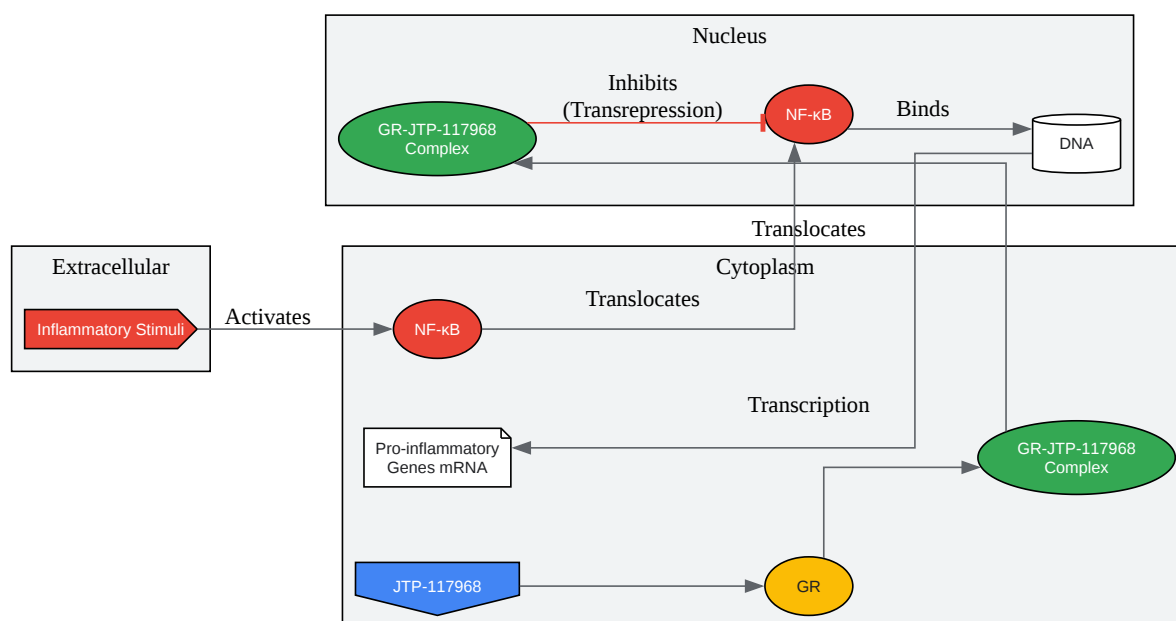 Nucleus
Inhibits
(Transrepression)
NF-κB
Binds
GR-JTP-117968
Complex
DNA
Translocates
Extracellular
Cytoplasm
Inflammatory Stimuli
Activates
NF-κB
Translocates
Transcription
Pro-inflammatory
Genes mRNA
GR-JTP-117968
Complex
JTP-117968
GR